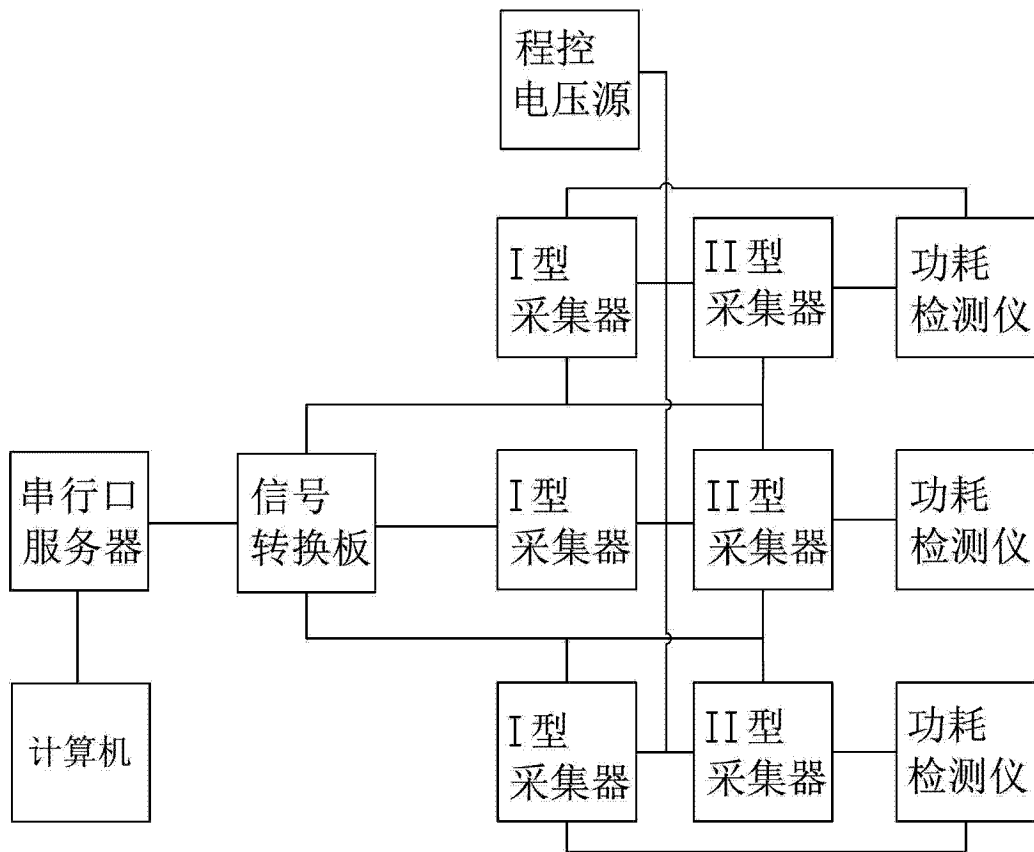 程控
电压源
I型
采集器
II型
采集器
功耗
检测仪
串行口
服务器
信号
转换板
I型
采集器
II型
采集器
功耗
检测仪
计算机
I型
采集器
II型
采集器
功耗
检测仪